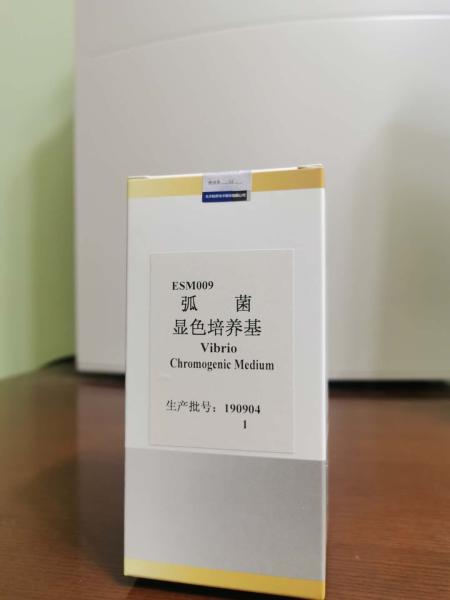 ESM009
弧 菌
显色培养基
Vibrio
Chromogenic Medium
生产批号：190904
1